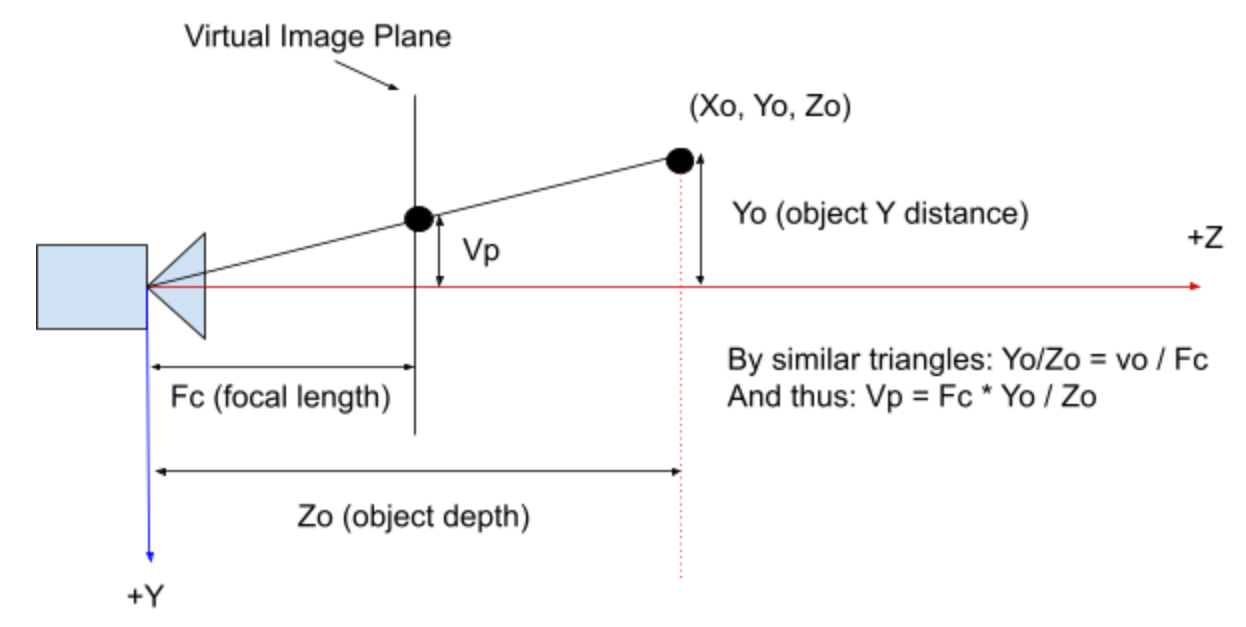 Virtual Image Plane
(Xo, Yo, Zo)
Yo (object Y distance)
+Z
Vp
By similar triangles: Yo/Zo = vo / Fc
And thus: Vp = Fc * Yo / Zo
Fc (focal length)
Zo (object depth)
+Y